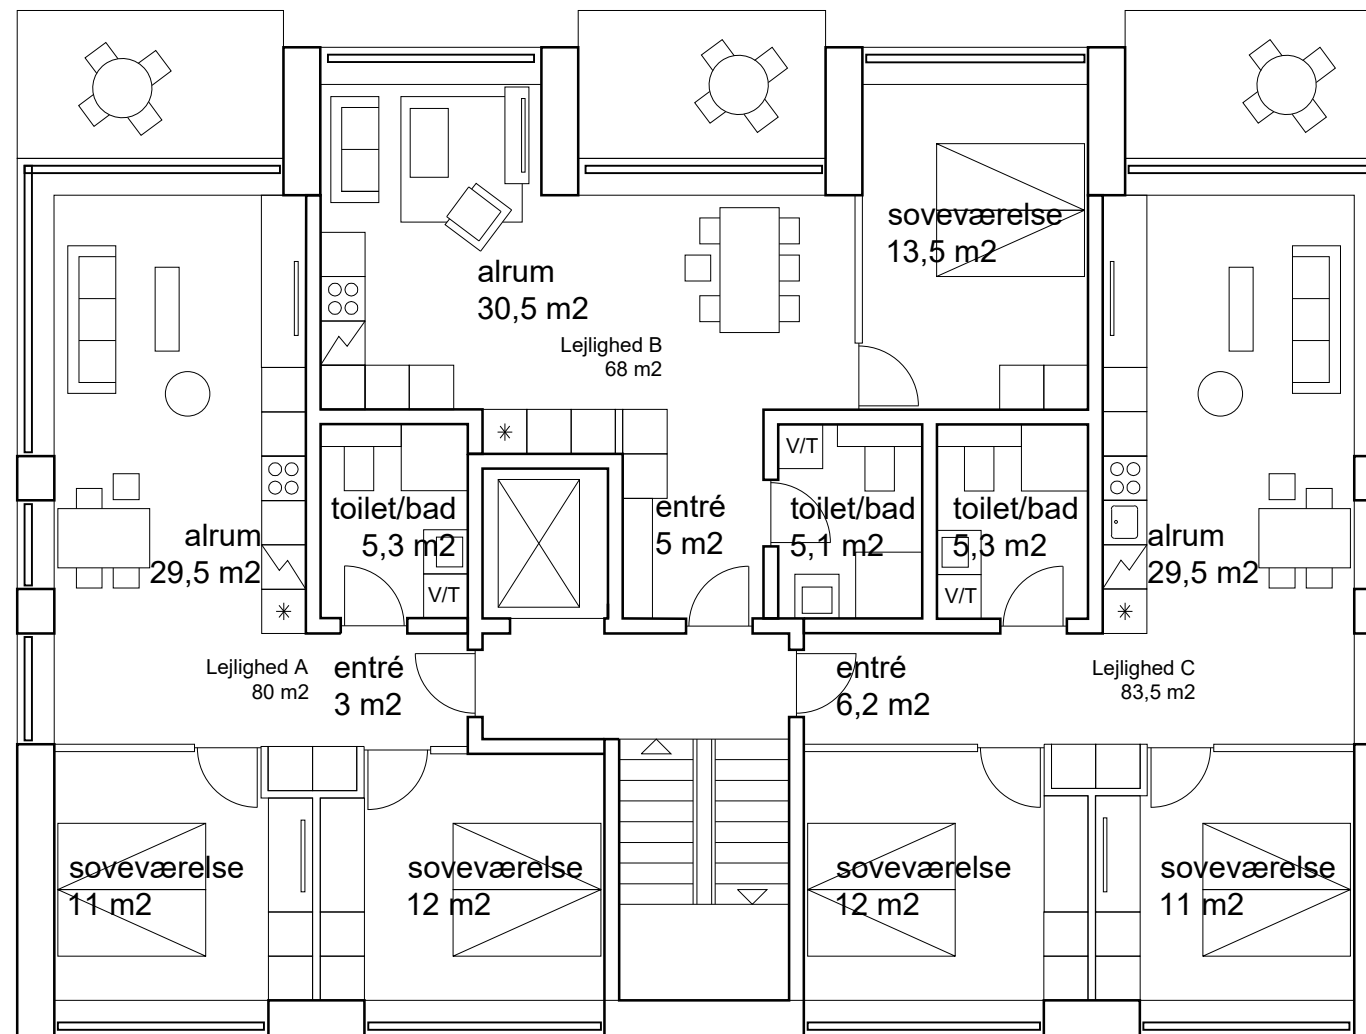 soveværelse
13,5 m2
alrum
30,5 m2
Lejlighed B
68 m2
V/T
toilet/bad
5,3 m2
V/T
entré
5 m2
toilet/bad
5,1 m2
toilet/bad
5,3 m2
V/T
alrum
29,5 m2
alrum
29,5 m2
Lejlighed A
80 m2
entré
3 m2
entré
6,2 m2
Lejlighed C
83,5 m2
soveværelse
11 m2
soveværelse
12 m2
soveværelse
12 m2
soveværelse
11 m2